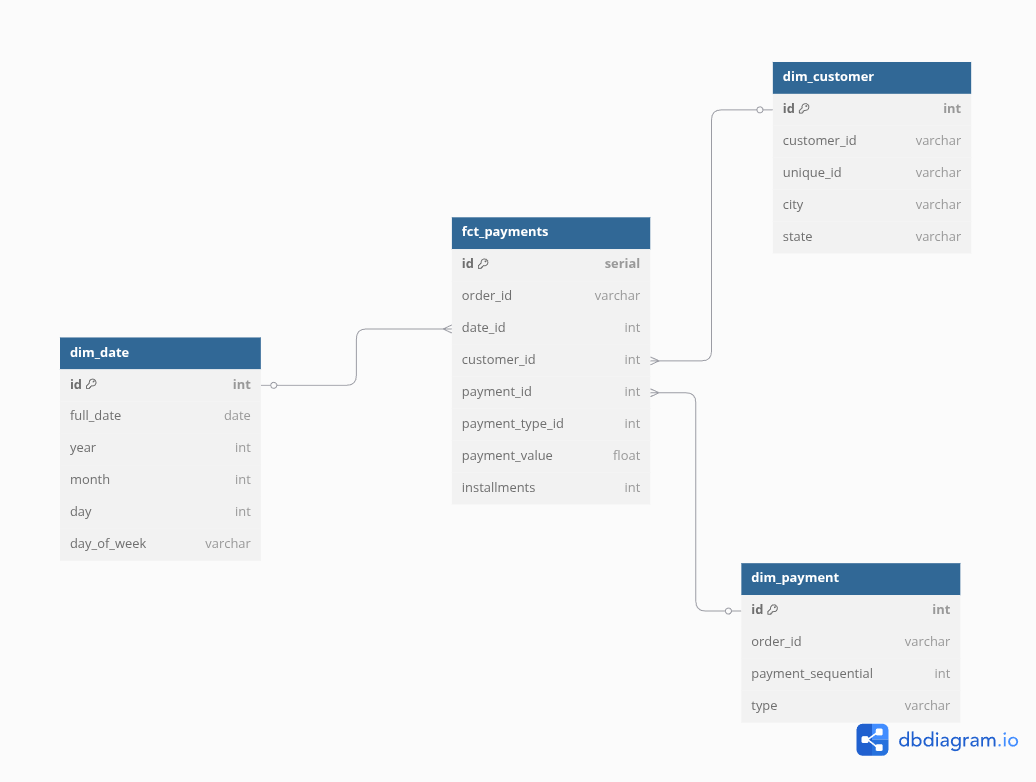 dim_customer
id int
customer_id varchar
unique_id varchar
city varchar
state varchar
fct_payments
id serial
order_id varchar
date_id int
customer_id int
payment_id int
payment_type_id int
payment_value float
installments int
dim_date
id int
full_date date
year int
month int
day int
day_of_week varchar
dim_payment
id int
order_id varchar
payment_sequential int
type varchar
dbdiagram.io